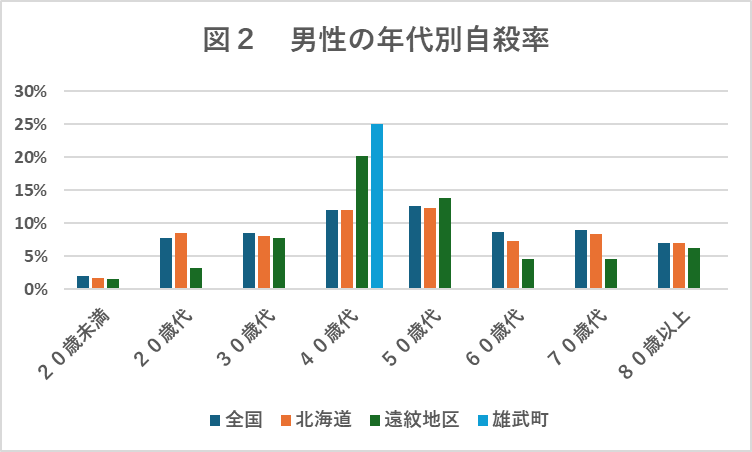 図２　男性の年代別自殺率
30%
25%
20%
15%
10%
5%
0%
２０歳未満
２０歳代
３０歳代
４０歳代
５０歳代
６０歳代
７０歳代
８０歳以上
全国 北海道 遠紋地区 雄武町